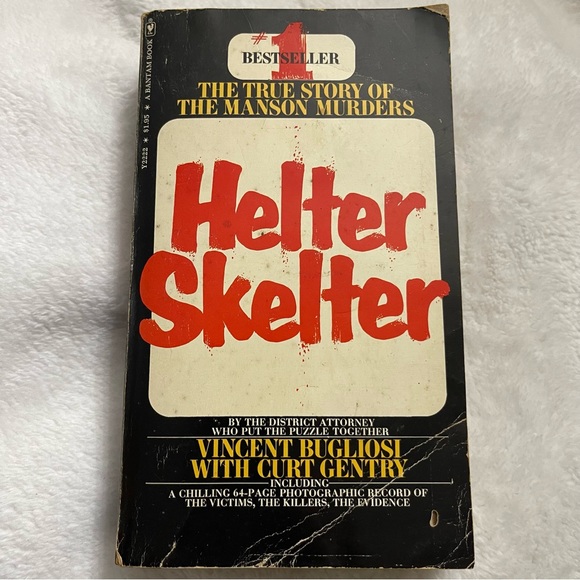 #1
BESTSELLER
THE TRUE STORY OF
THE MANSON MURDERS
Helter
Skelter
BY THE DISTRICT ATTORNEY
WHO PUT THE PUZZLE TOGETHER
VINCENT BUGLIOSI
WITH CURT GENTRY
INCLUDING
A CHILLING 64-PAGE PHOTOGRAPHIC RECORD OF
THE VICTIMS, THE KILLERS, THE EVIDENCE
Y2222 * $1.95 * A BANTAM BOOK